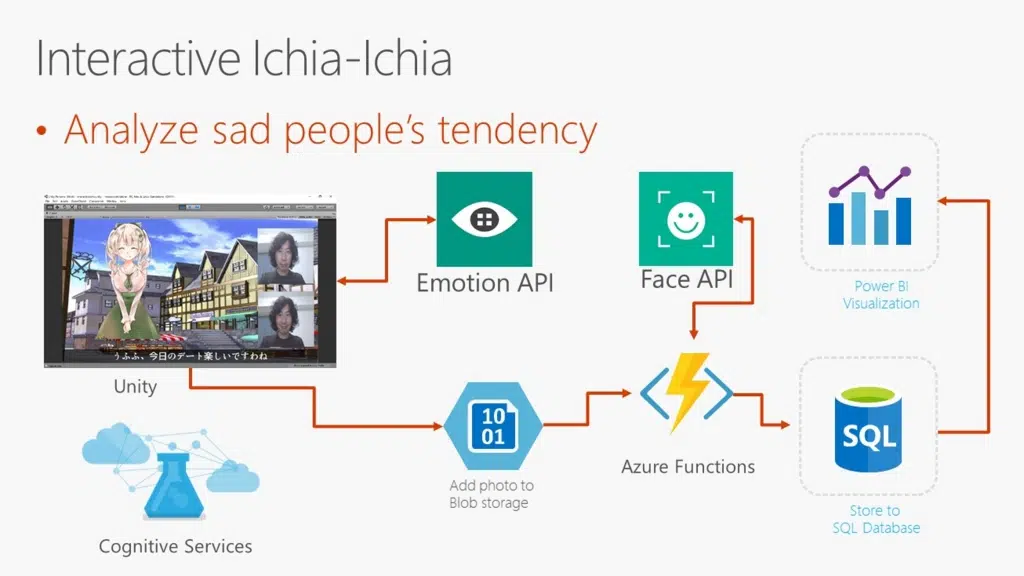 Interactive Ichia-Ichia
• Analyze sad people's tendency
うふふ、今日のデート楽しいですわね
Unity
Emotion API
Face API
Power BI
Visualization
10
01
Add photo to
Blob storage
Azure Functions
SQL
Store to
SQL Database
Cognitive Services